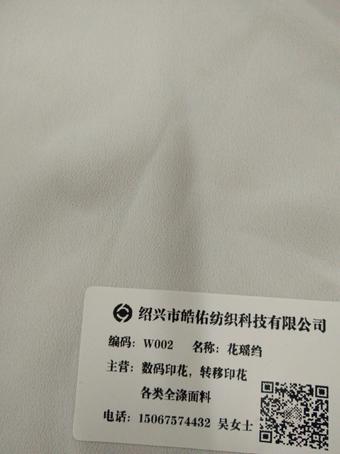 绍兴市皓佑纺织科技有限公司
编码：W002 名称：花瑶绉
主营：数码印花，转移印花
各类全涤面料
电话：15067574432 吴女士